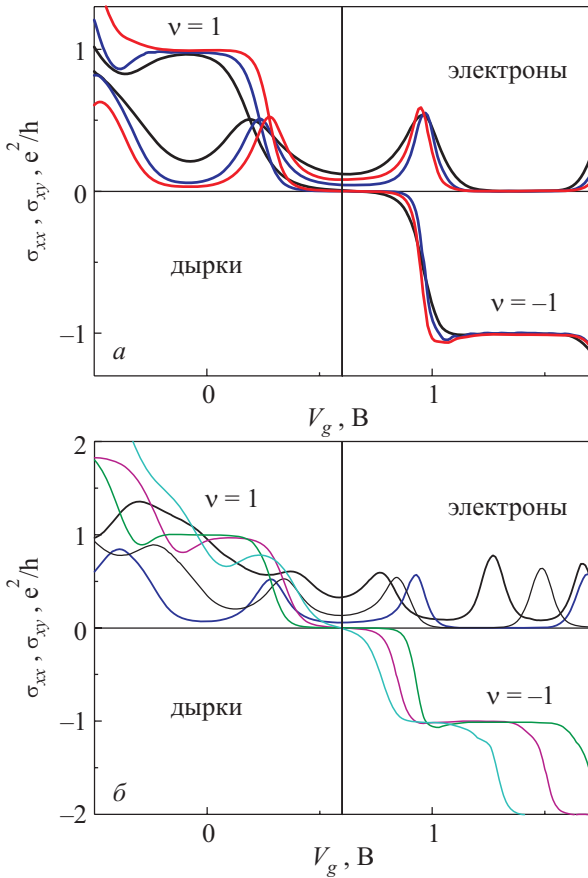 1
ν = 1
электроны
σxx , σxy, e²/h
0
дырки
ν = –1
–1
а
0
1
Vg , В
2
ν = 1
электроны
1
σxx , σxy, e²/h
0
дырки
ν = –1
–1
б
–2
0
1
Vg , В